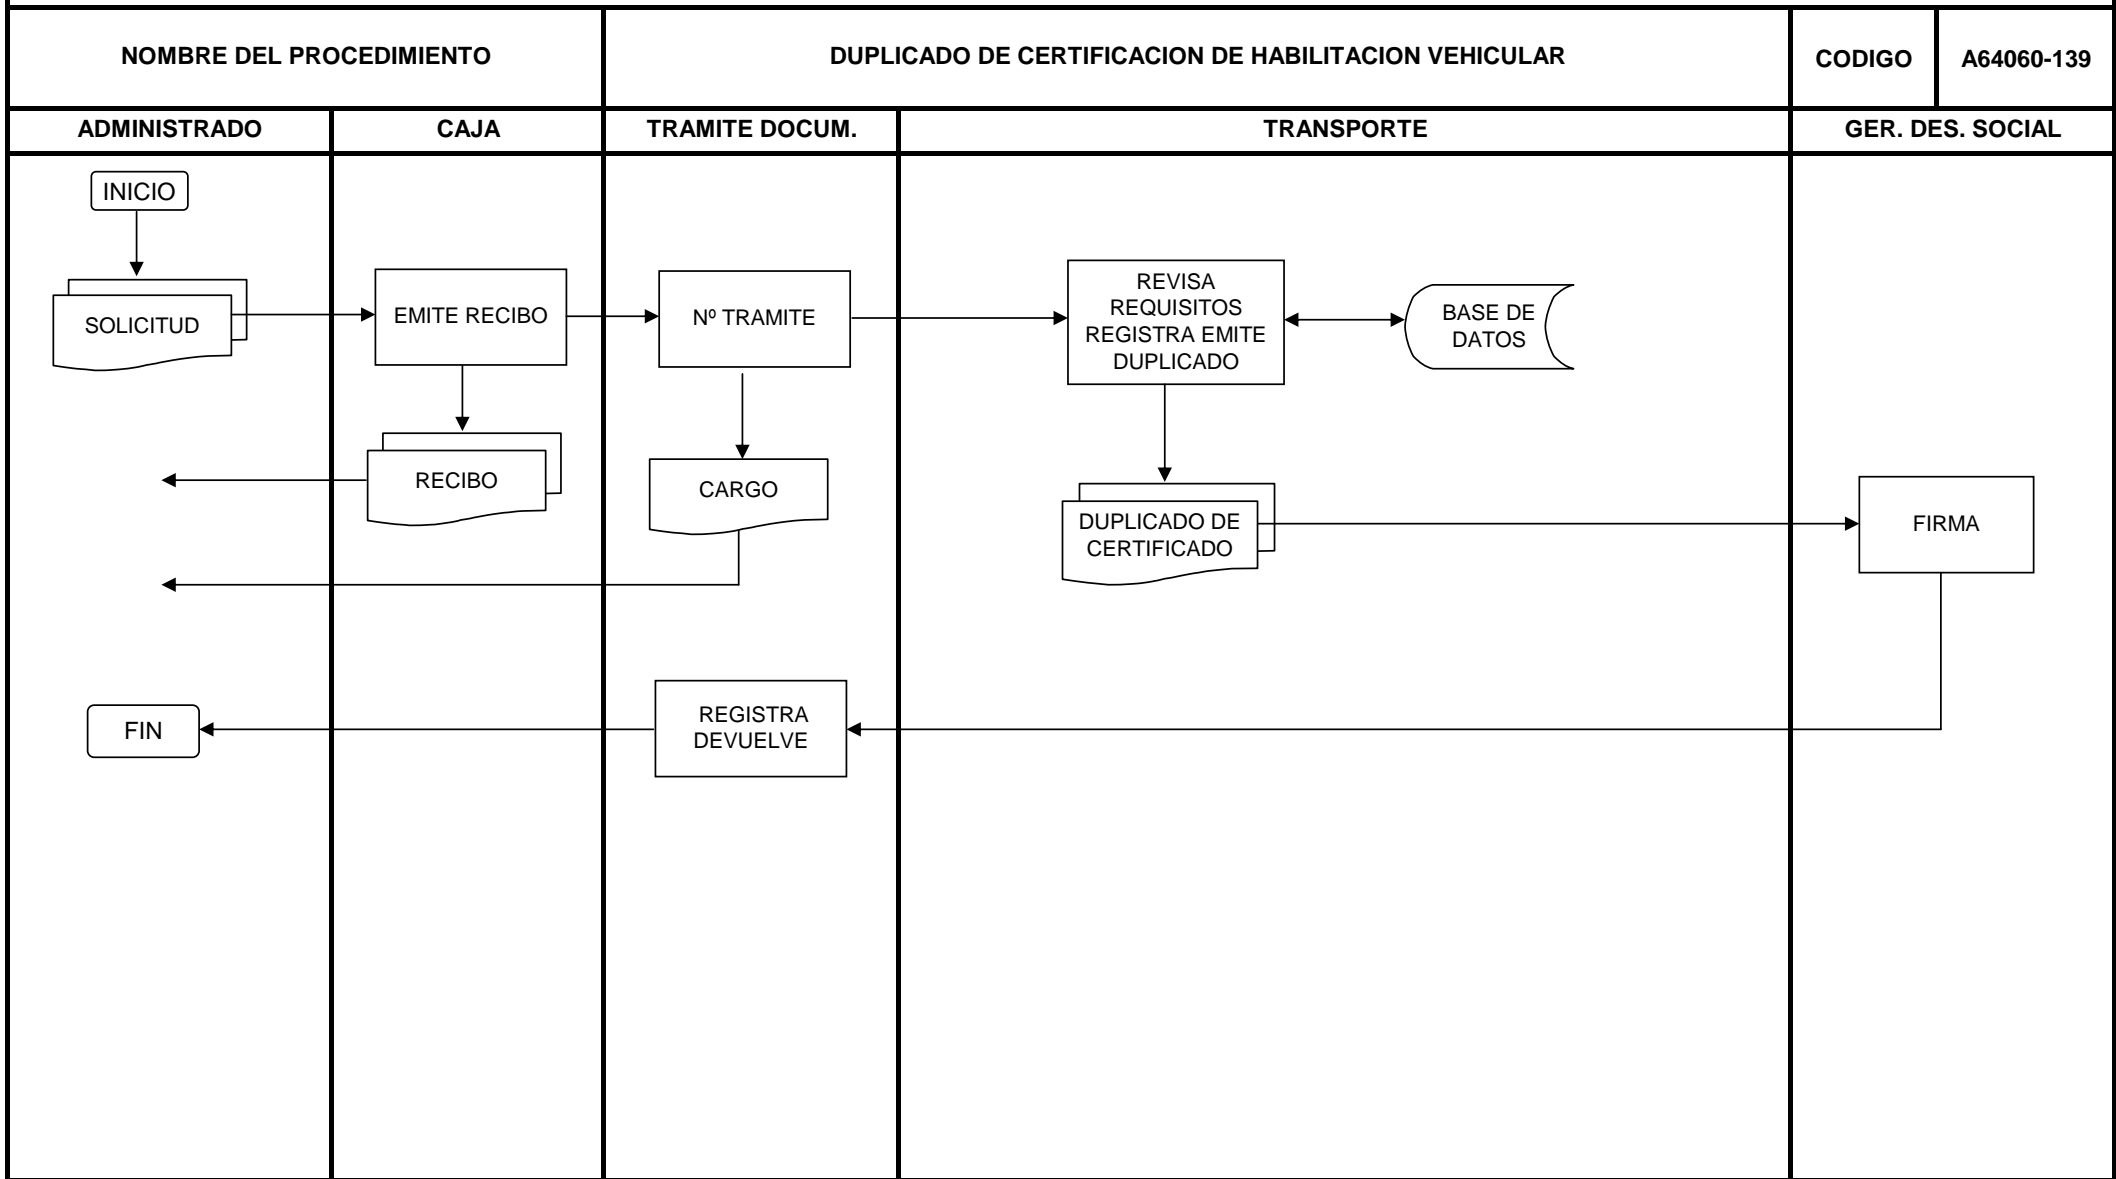 NOMBRE DEL PROCEDIMIENTO
DUPLICADO DE CERTIFICACION DE HABILITACION VEHICULAR
CODIGO
A64060-139
ADMINISTRADO
CAJA
TRAMITE DOCUM.
TRANSPORTE
GER. DES. SOCIAL
INICIO
SOLICITUD
EMITE RECIBO
Nº TRAMITE
REVISA
REQUISITOS
REGISTRA EMITE
DUPLICADO
BASE DE
DATOS
RECIBO
CARGO
DUPLICADO DE
CERTIFICADO
FIRMA
REGISTRA
DEVUELVE
FIN